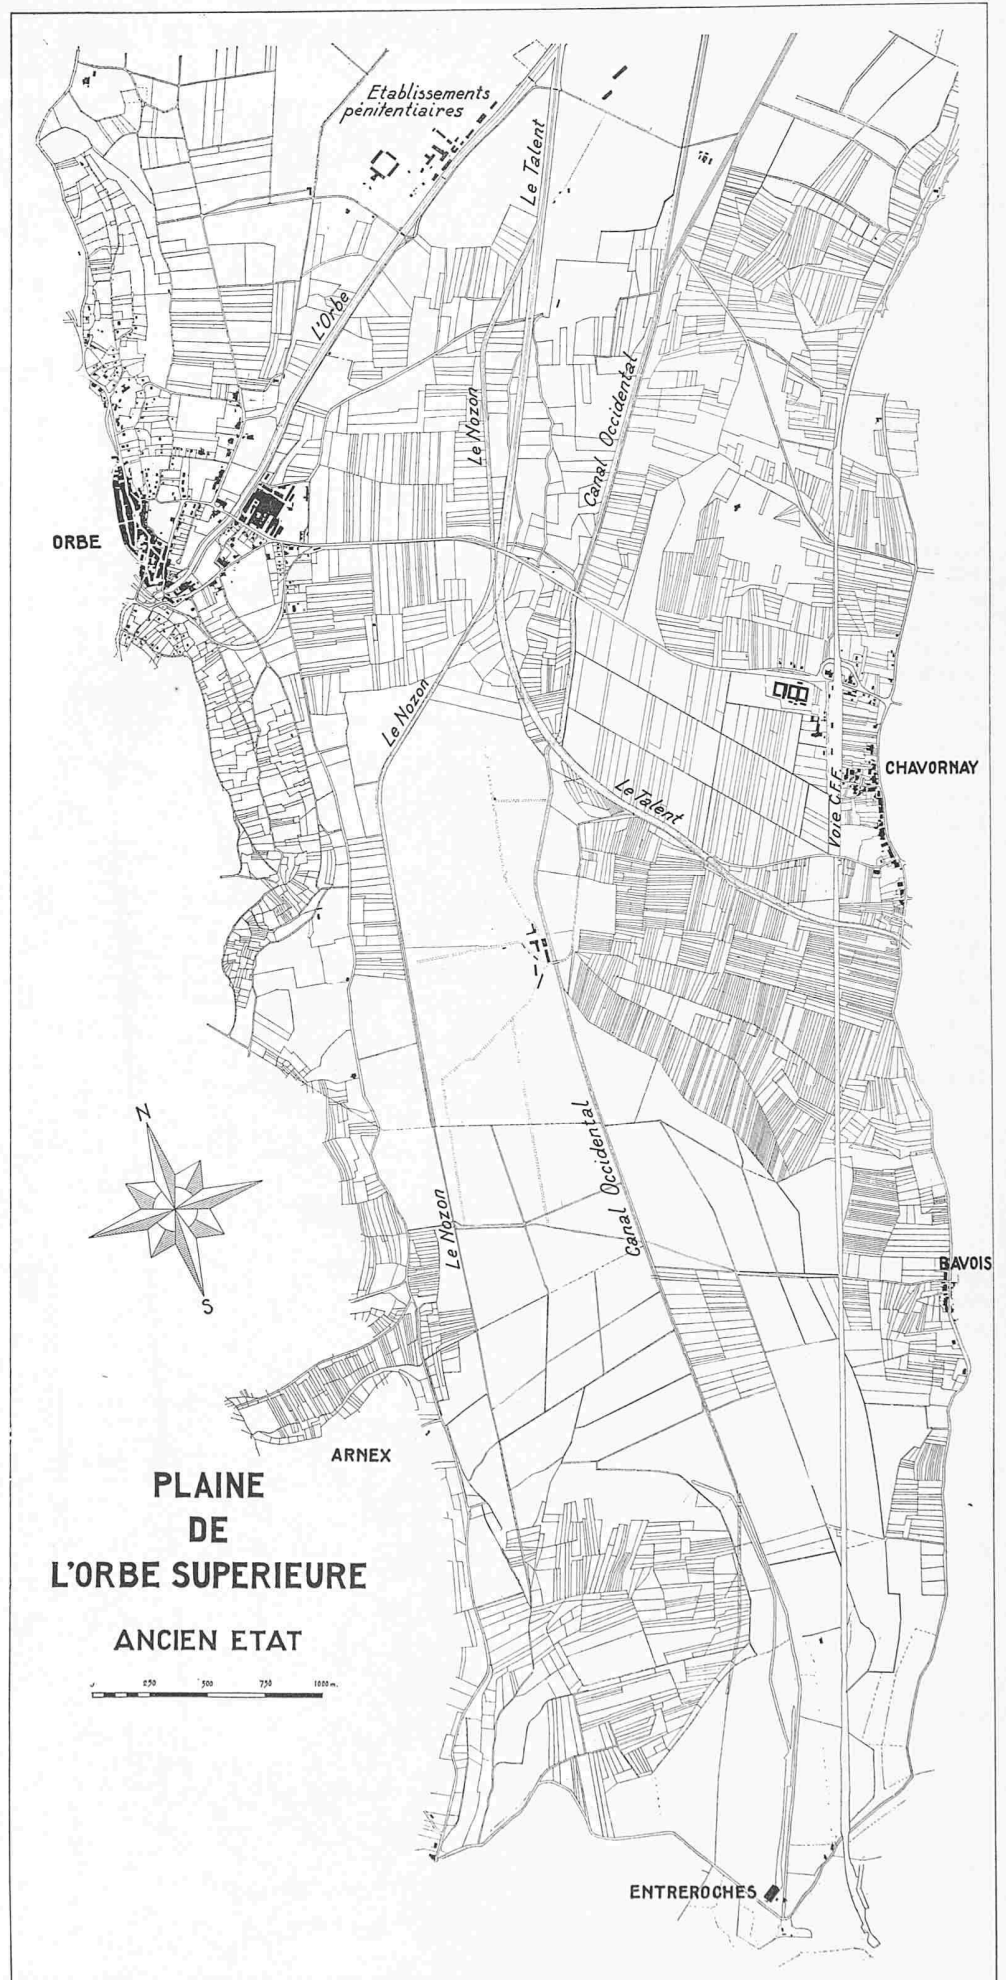 Etablissements
pénitentiaires
Le Talent
L'Orbe
Le Nozon
Canal Occidental
ORBE
Le Nozon
CHAVORNAY
Le Talent
Voie C.F.F.
N
Canal Occidental
Le Nozon
BAVOIS
S
ARNEX
PLAINE
DE
L'ORBE SUPERIEURE
ANCIEN ETAT
250 500 750 1000 m.
ENTREROCHES